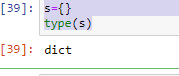 [39]: s={}
type(s)
[39]: dict